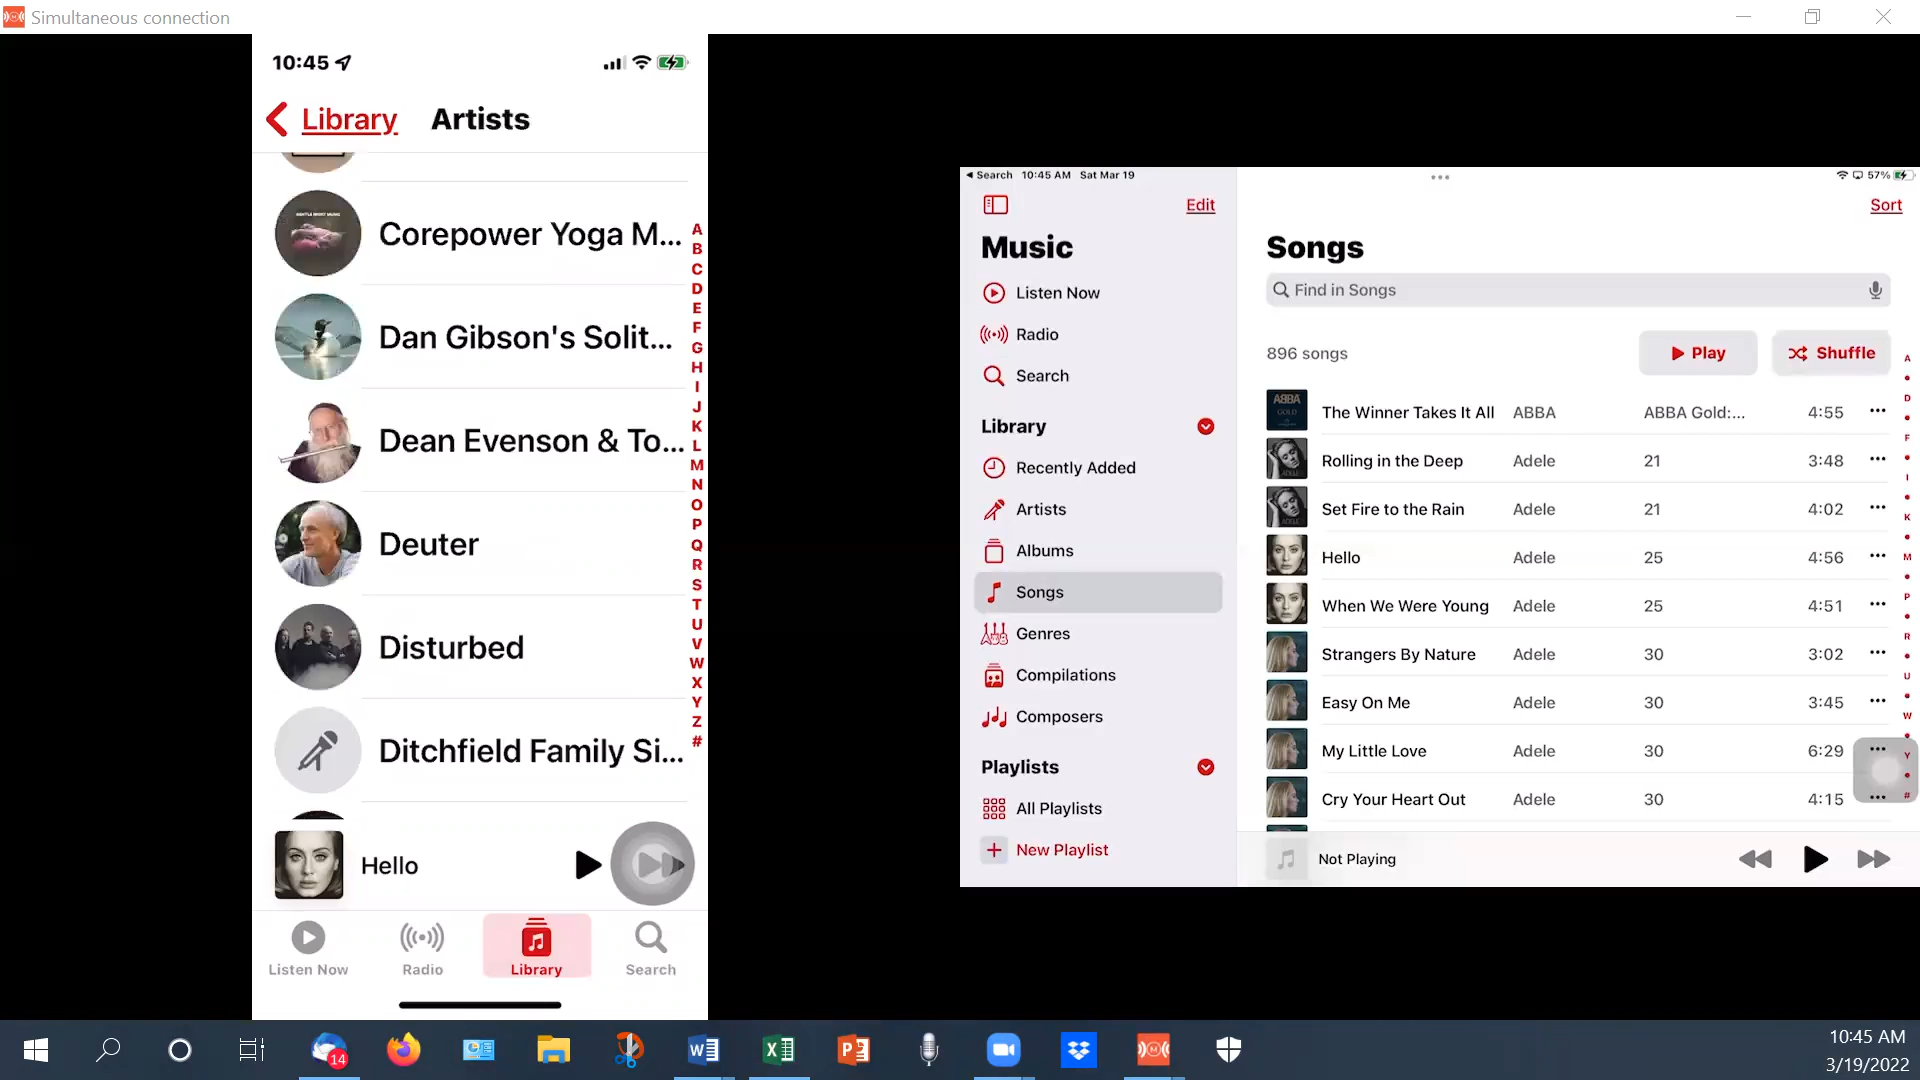 Simultaneous connection
10:45
Library
Artists
Corepower Yoga M...
Dan Gibson's Solit...
Dean Evenson & To...
Deuter
Disturbed
Ditchfield Family Si...
A
B
C
D
E
F
G
H
I
J
K
L
M
N
O
P
Q
R
S
T
U
V
W
X
Y
Z
#
Hello
Listen Now
Radio
Library
Search
Search 10:45 AM Sat Mar 19
57%
Edit
Music
Listen Now
Radio
Search
Library
Recently Added
Artists
Albums
Songs
Genres
Compilations
Composers
Playlists
All Playlists
New Playlist
Sort
Songs
Find in Songs
896 songs
Play
Shuffle
ABBA
GOLD
The Winner Takes It All ABBA ABBA Gold:... 4:55
Rolling in the Deep Adele 21 3:48
Set Fire to the Rain Adele 21 4:02
Hello Adele 25 4:56
When We Were Young Adele 25 4:51
Strangers By Nature Adele 30 3:02
Easy On Me Adele 30 3:45
My Little Love Adele 30 6:29
Cry Your Heart Out Adele 30 4:15
A
D
F
I
K
M
P
R
U
W
Y
#
Not Playing
14
10:45 AM
3/19/2022